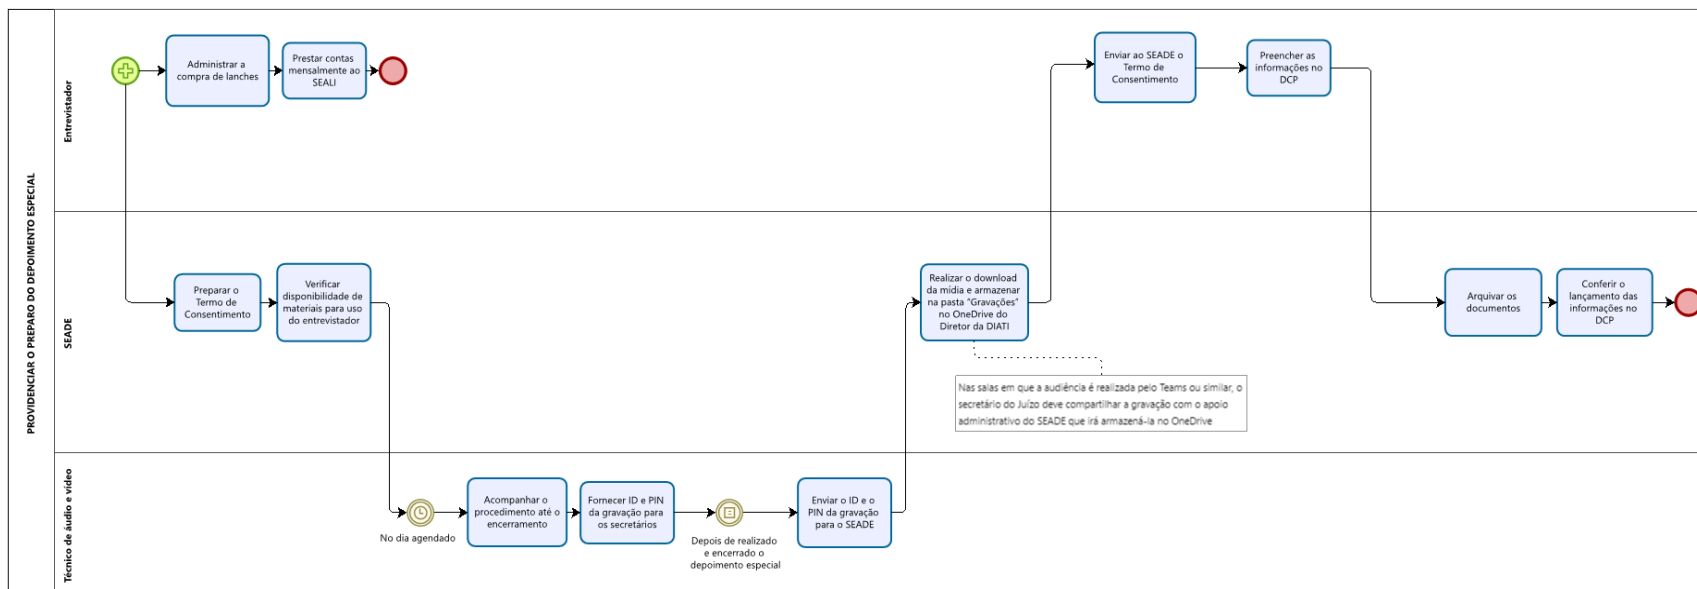 PROVIDENCIAR O PREPARO DO DEPOIMENTO ESPECIAL
Entrevistador
Administrar a
compra de lanches
Prestar contas
mensalmente ao
SEALI
Enviar ao SEADE o
Termo de
Consentimento
Preencher as
informações no
DCP
SEADE
Preparar o
Termo de
Consentimento
Verificar
disponibilidade de
materiais para uso
do entrevistador
Realizar o download
da mídia e armazenar
na pasta “Gravações”
no OneDrive do
Diretor da DIATI
Nas salas em que a audiência é realizada pelo Teams ou similar, o
secretário do Juízo deve compartilhar a gravação com o apoio
administrativo do SEADE que irá armazená-la no OneDrive
Arquivar os
documentos
Conferir o
lançamento das
informações no
DCP
Técnico de áudio e vídeo
No dia agendado
Acompanhar o
procedimento até o
encerramento
Fornecer ID e PIN
da gravação para
os secretários
Depois de realizado
e encerrado o
depoimento especial
Enviar o ID e o
PIN da gravação
para o SEADE